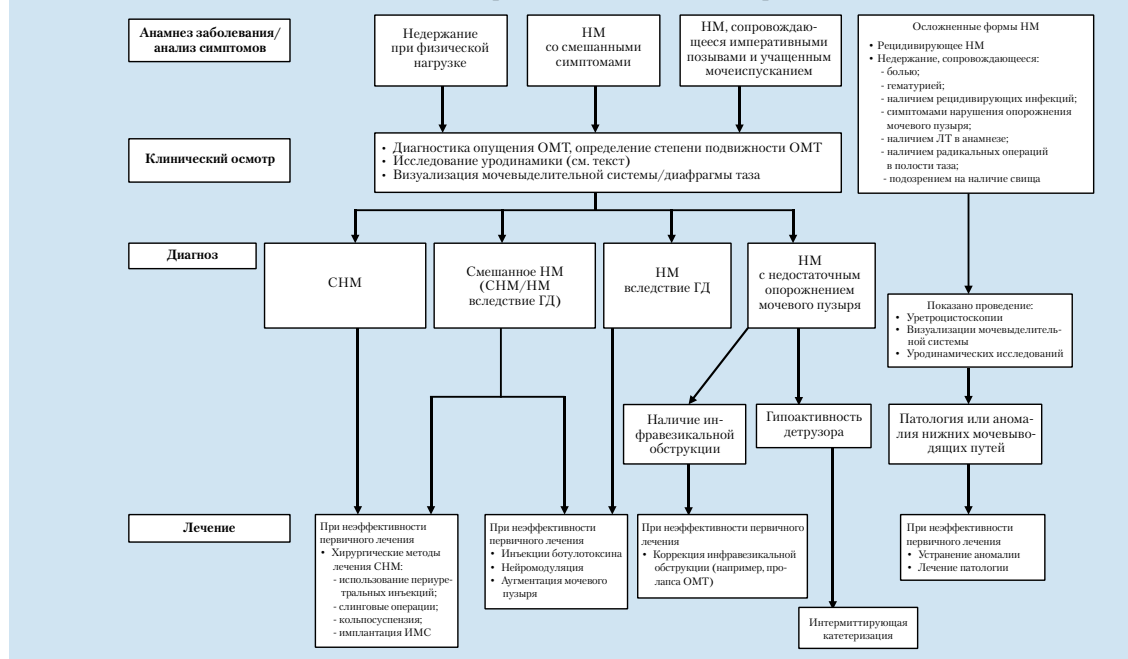 Анамнез заболевания/
анализ симптомов
Недержание
при физической
нагрузке
НМ
со смешанными
симптомами
НМ, сопровождаю-
щееся императивными
позывами и учащенным
мочеиспусканием
Осложненные формы НМ
• Рецидивирующее НМ
• Недержание, сопровождающееся:
- болью;
- гематурией;
- наличием рецидивирующих инфекций;
- симптомами нарушения опорожнения
мочевого пузыря;
- наличием ЛТ в анамнезе;
- наличием радикальных операций
в полости таза;
- подозрением на наличие свища
Клинический осмотр
• Диагностика опущения ОМТ, определение степени подвижности ОМТ
• Исследование уродинамики (см. текст)
• Визуализация мочевыделительной системы/диафрагмы таза
Диагноз
СНМ
Смешанное НМ
(СНМ/НМ
вследствие ГД)
НМ
вследствие ГД
НМ
с недостаточным
опорожнением
мочевого пузыря
Показано проведение:
• Уретроцистоскопии
• Визуализации мочевыделитель-
ной системы
• Уродинамических исследований
Наличие ин-
фравезикальной
обструкции
Гипоактивность
детрузора
Патология или анома-
лия нижних мочевыво-
дящих путей
Лечение
При неэффективности
первичного лечения
• Хирургические методы
лечения СНМ:
- использование периуре-
тральных инъекций;
- слинговые операции;
- кольпосуспензия;
- имплантация ИМС
При неэффективности
первичного лечения
• Инъекции ботулотоксина
• Нейромодуляция
• Аугментация мочевого
пузыря
При неэффективности первичного
лечения
• Коррекция инфравезикальной
обструкции (например, про-
лапса ОМТ)
При неэффективности
первичного лечения
• Устранение аномалии
• Лечение патологии
Интермиттирующая
катетеризация